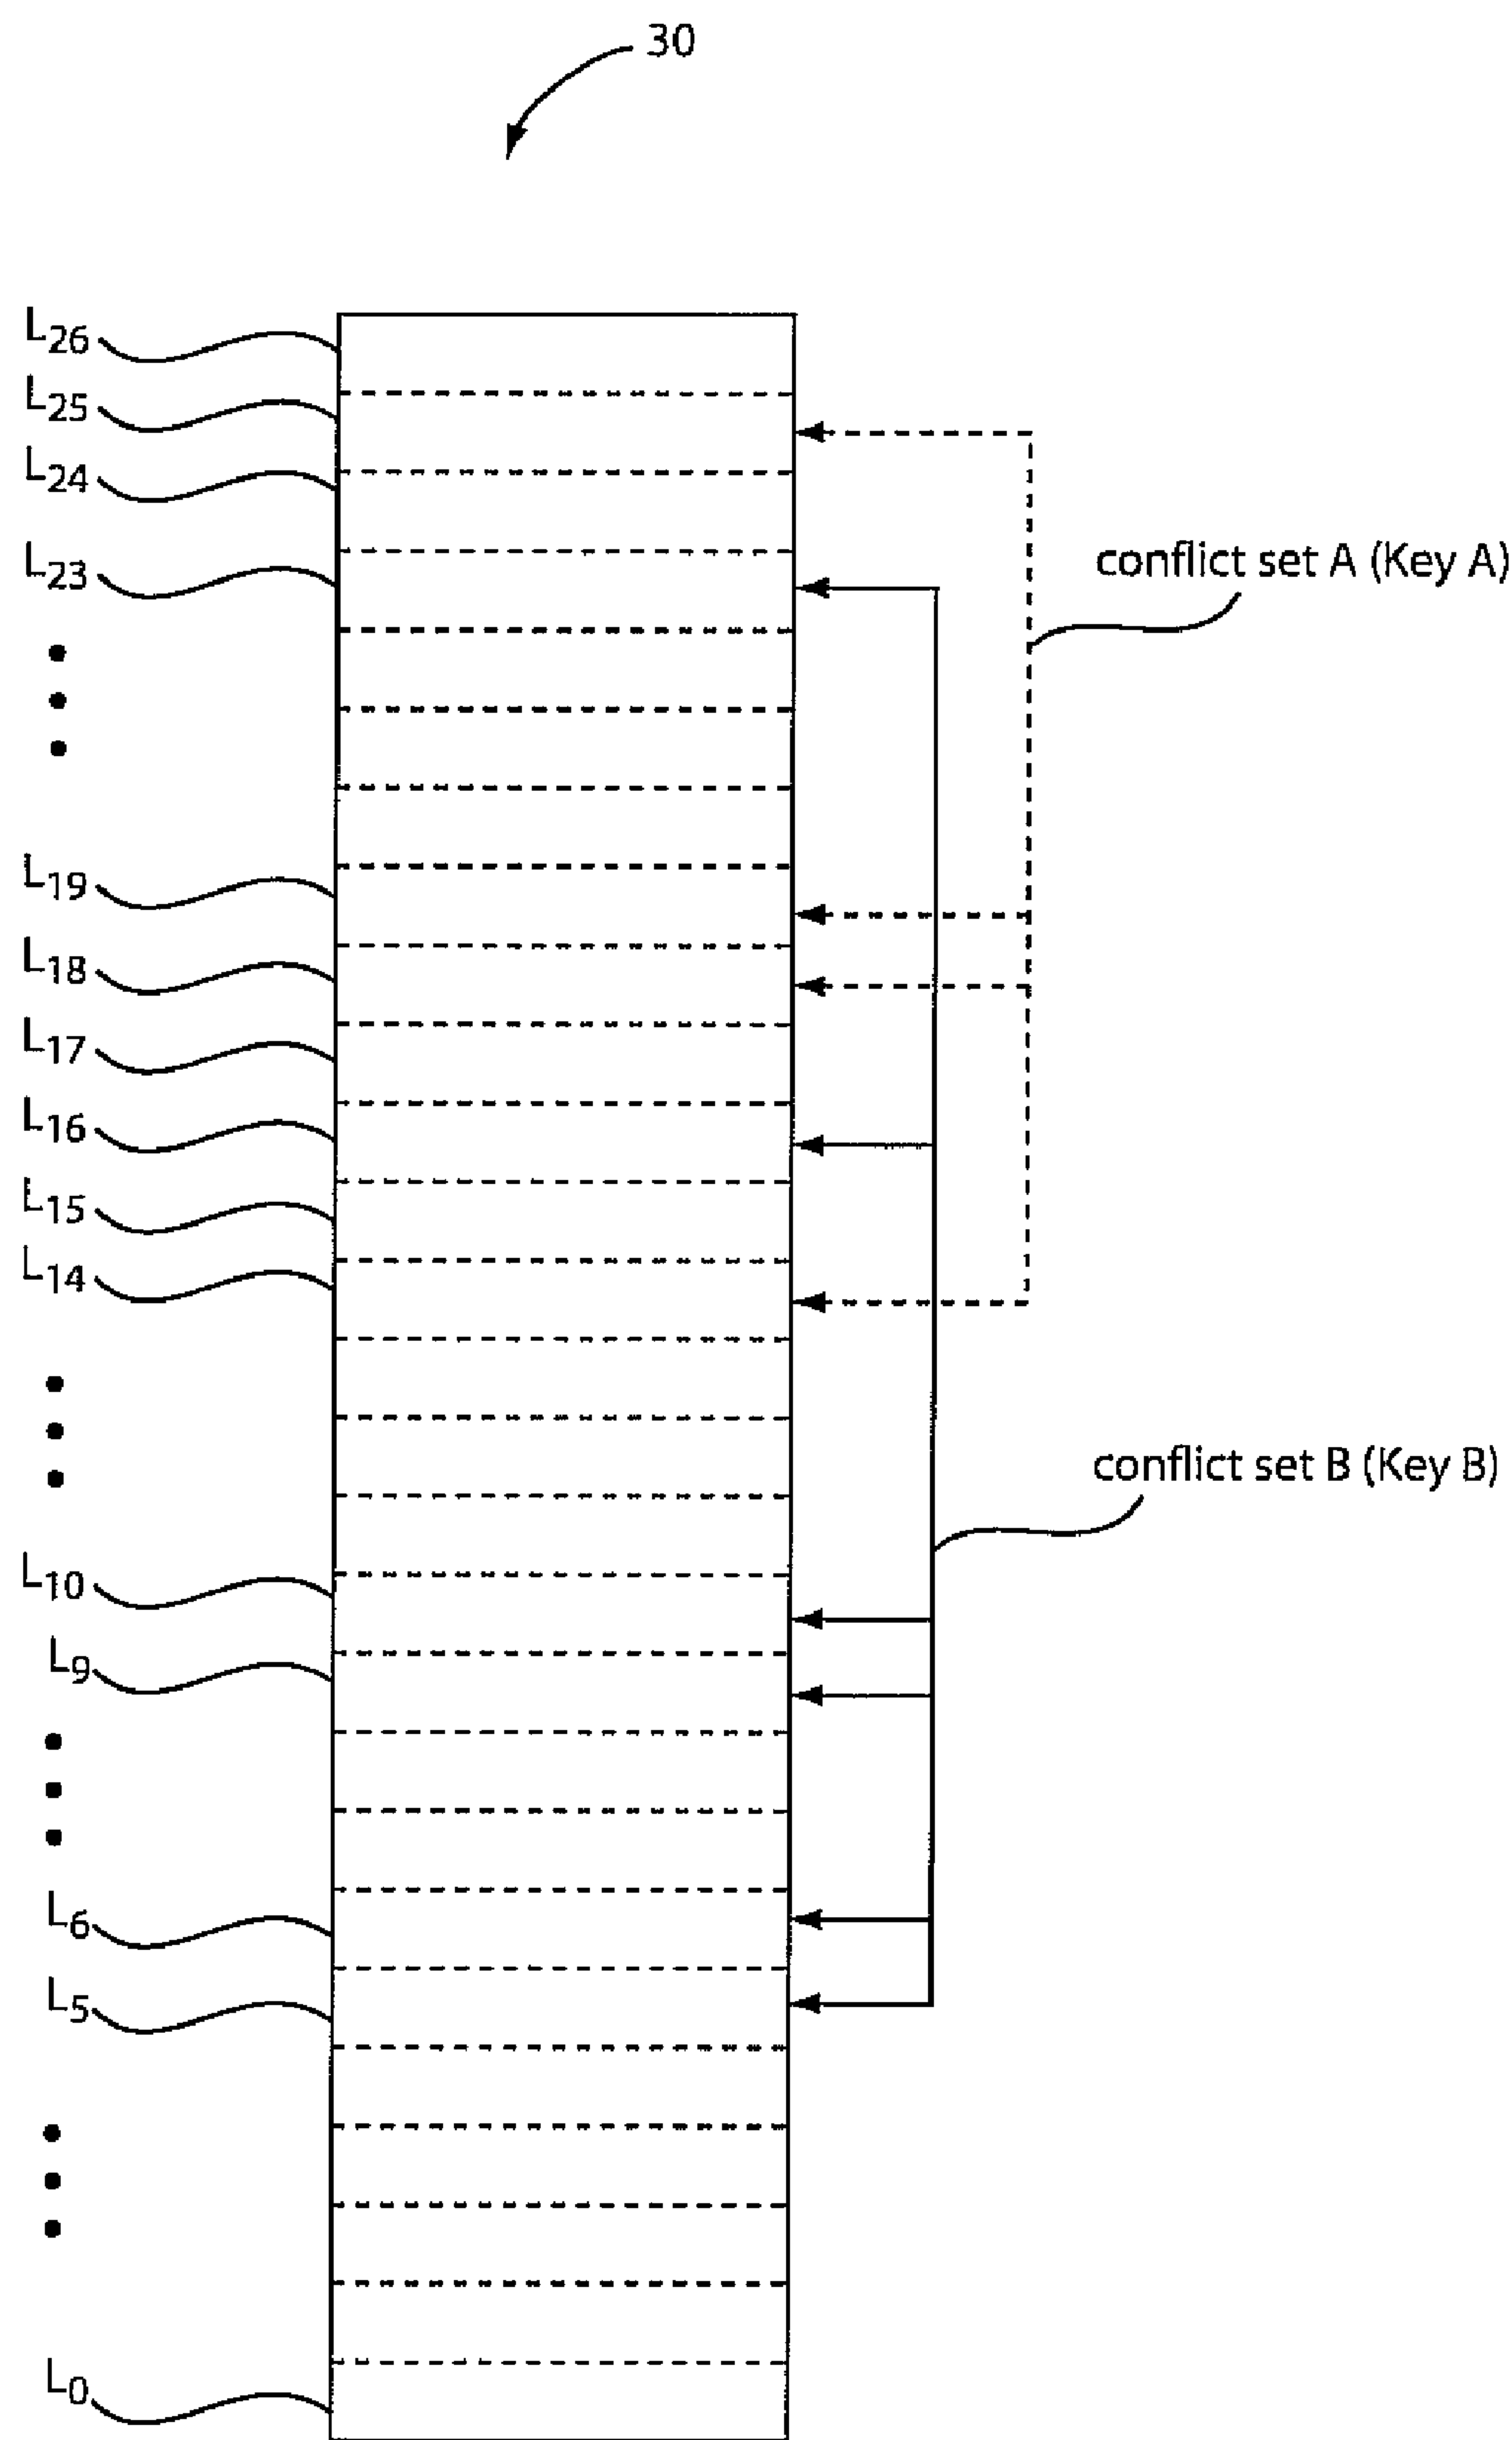 30
L26
L25
L24
L23
conflict set A (Key A)
L19
L18
L17
L16
L15
L14
conflict set B (Key B)
L10
L9
L6
L5
L0